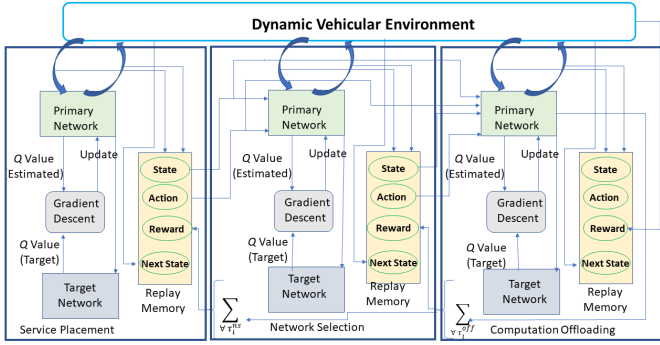 Dynamic Vehicular Environment
Primary
Network
Q Value
(Estimated)
Update
Gradient
Descent
Q Value
(Target)
Target
Network
State
Action
Reward
Next State
Replay
Memory
Service Placement
Primary
Network
Q Value
(Estimated)
Update
Gradient
Descent
Q Value
(Target)
Target
Network
State
Action
Reward
Next State
Replay
Memory
∑
∀ τᵢⁿˢ
Network Selection
Primary
Network
Q Value
(Estimated)
Update
Gradient
Descent
Q Value
(Target)
Target
Network
State
Action
Reward
Next State
Replay
Memory
∑
∀ τᵢᵒᶠᶠ
Computation Offloading